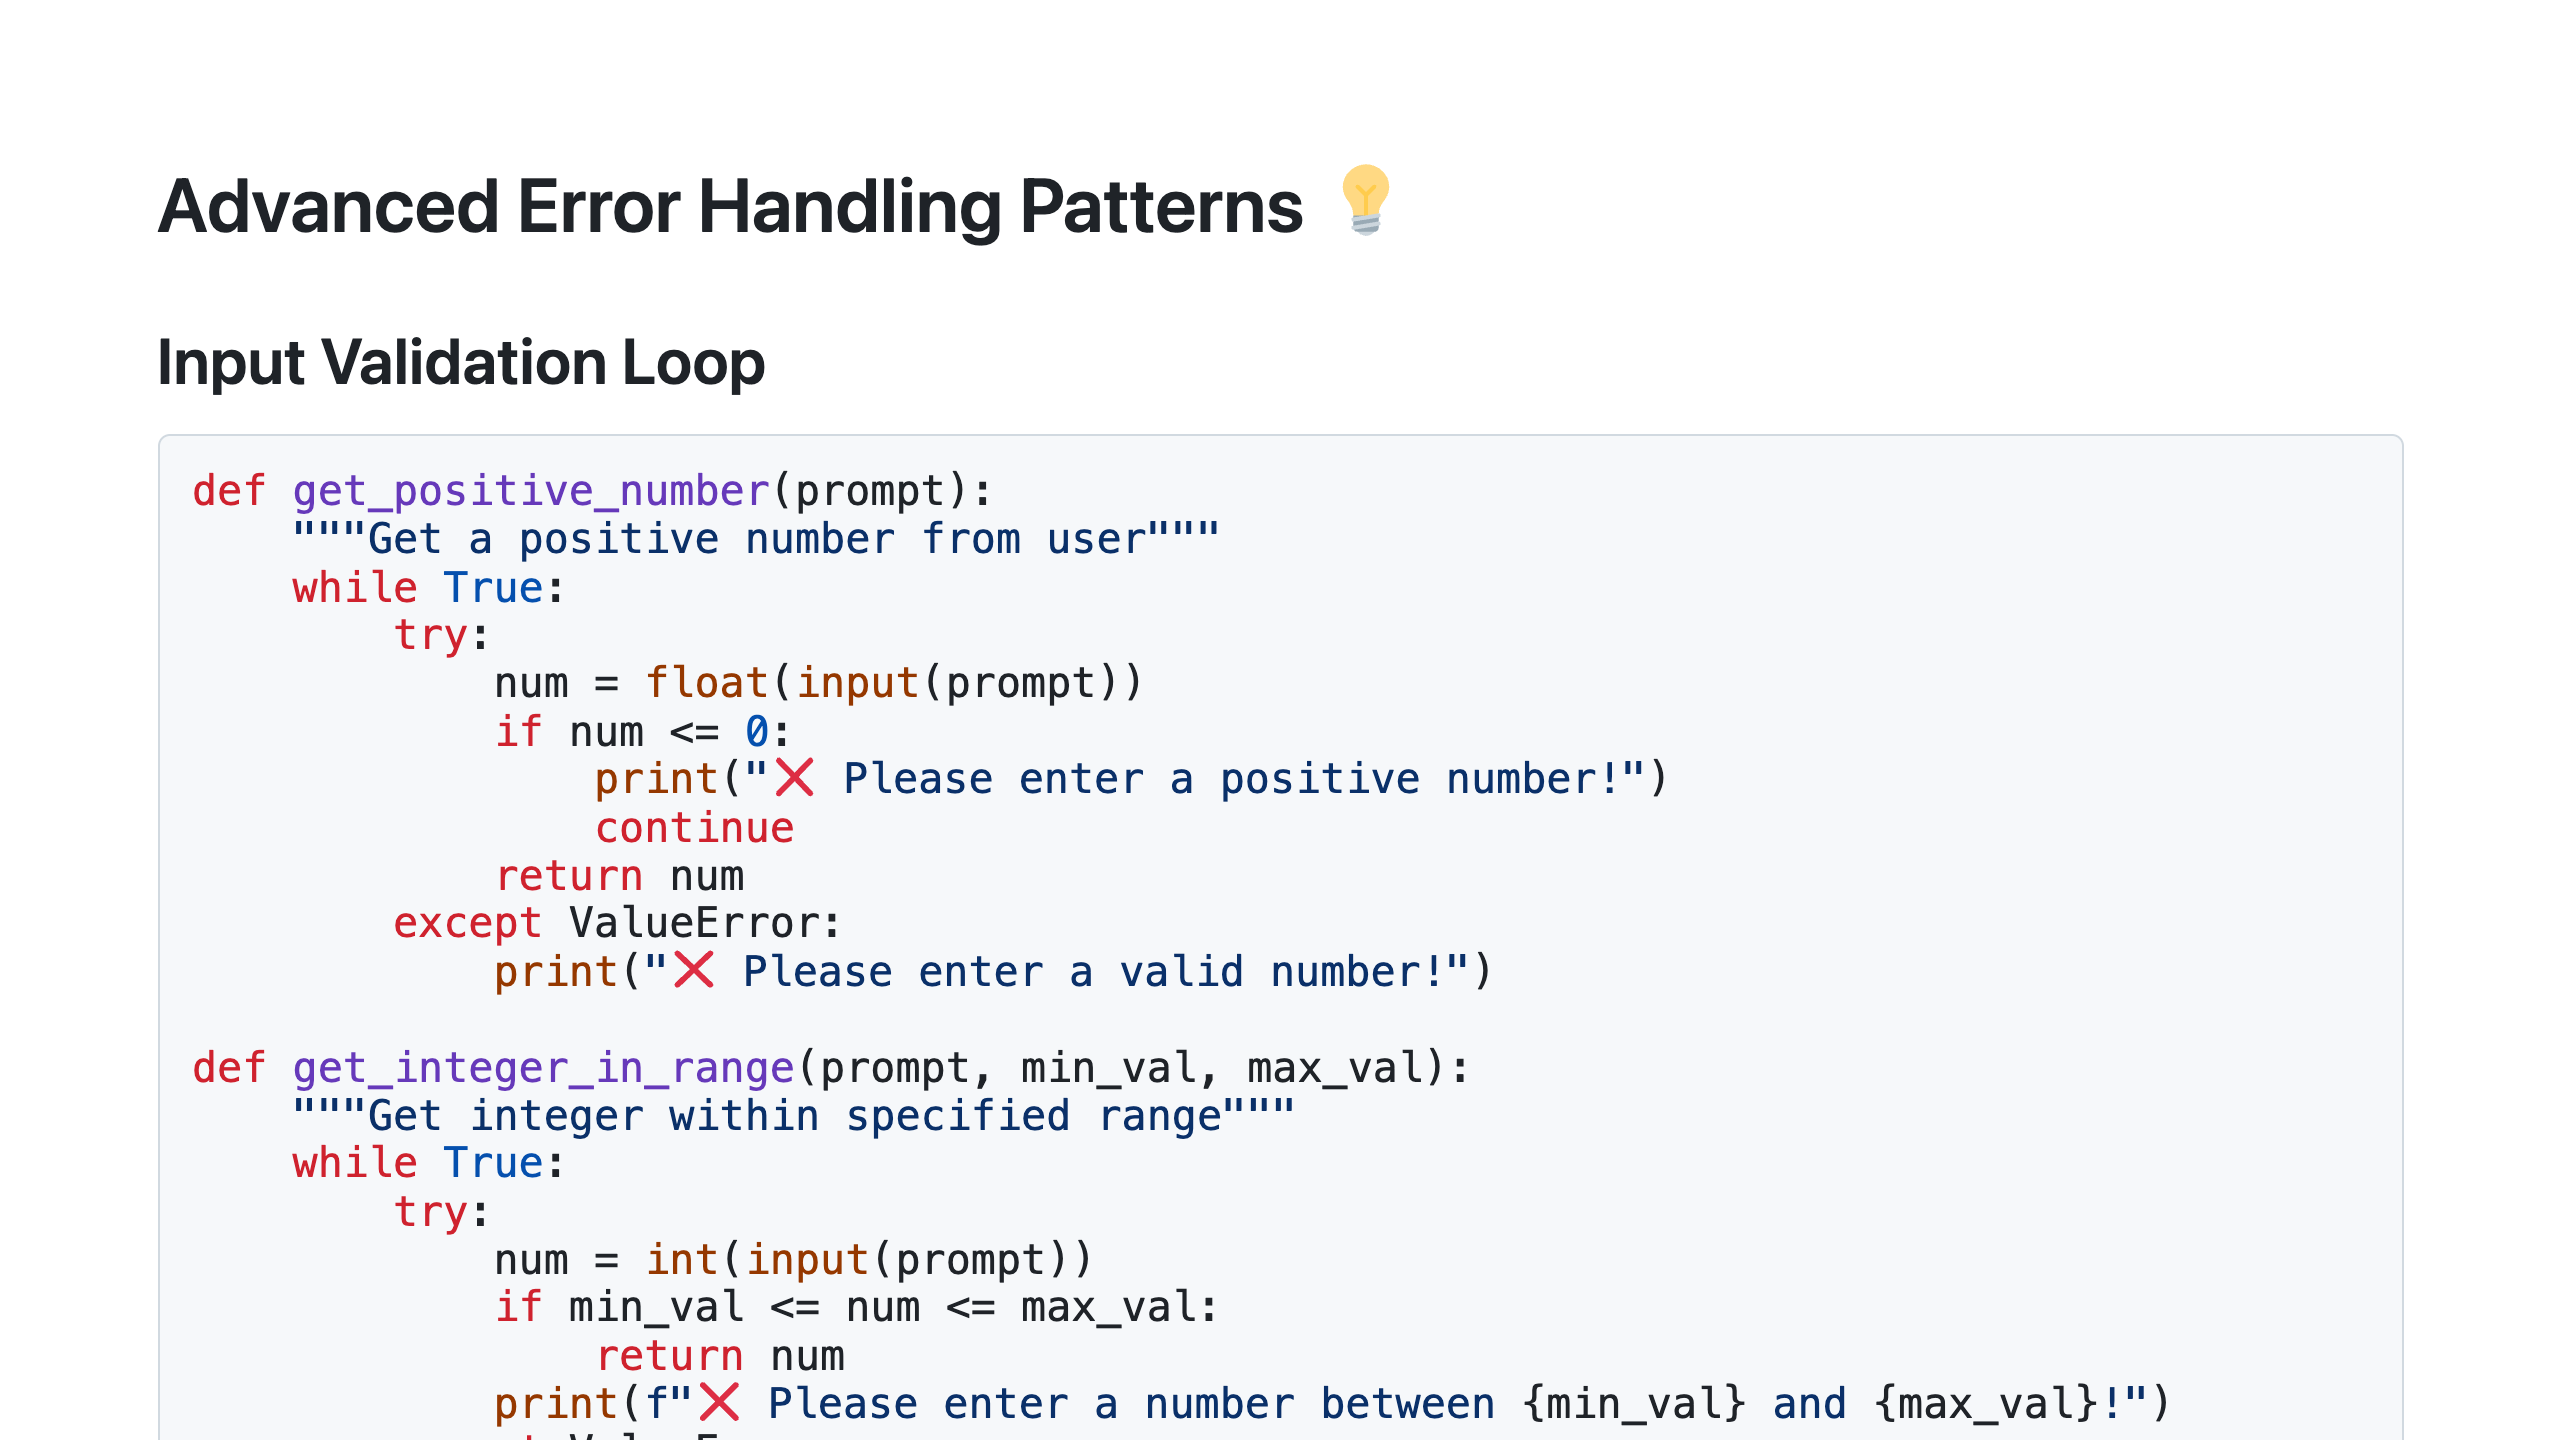 Advanced Error Handling Patterns 💡
Input Validation Loop
def get_positive_number(prompt):
    """Get a positive number from user"""
    while True:
        try:
            num = float(input(prompt))
            if num <= 0:
                print("❌ Please enter a positive number!")
                continue
            return num
        except ValueError:
            print("❌ Please enter a valid number!")

def get_integer_in_range(prompt, min_val, max_val):
    """Get integer within specified range"""
    while True:
        try:
            num = int(input(prompt))
            if min_val <= num <= max_val:
                return num
            print(f"❌ Please enter a number between {min_val} and {max_val}!")